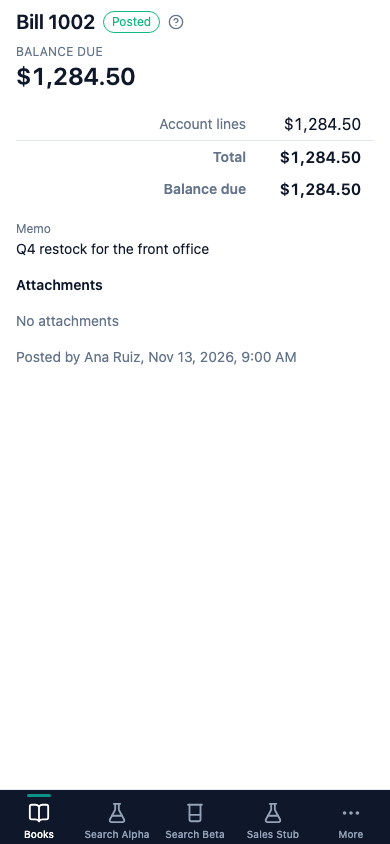 Bill 1002 Posted
BALANCE DUE
$1,284.50
Account lines $1,284.50
Total $1,284.50
Balance due $1,284.50
Memo
Q4 restock for the front office
Attachments
No attachments
Posted by Ana Ruiz, Nov 13, 2026, 9:00 AM
Books Search Alpha Search Beta Sales Stub More